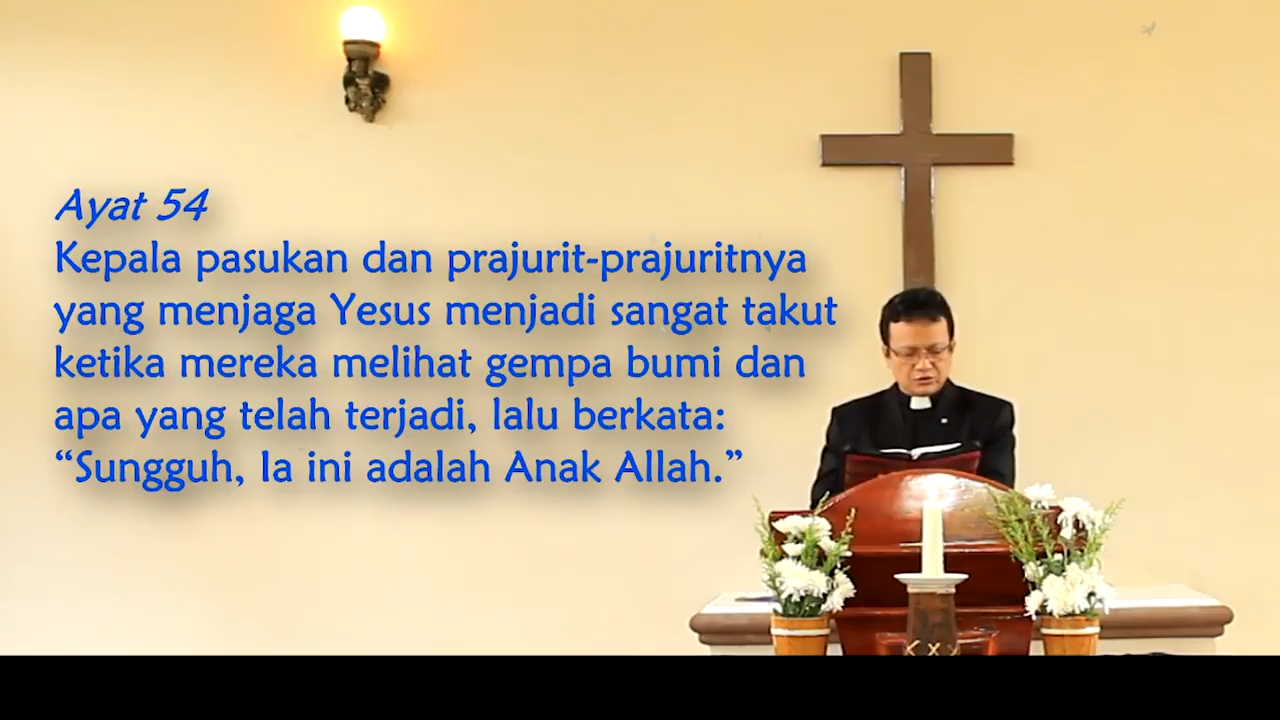 Ayat 54
Kepala pasukan dan prajurit-prajuritnya
yang menjaga Yesus menjadi sangat takut
ketika mereka melihat gempa bumi dan
apa yang telah terjadi, lalu berkata:
“Sungguh, Ia ini adalah Anak Allah.”